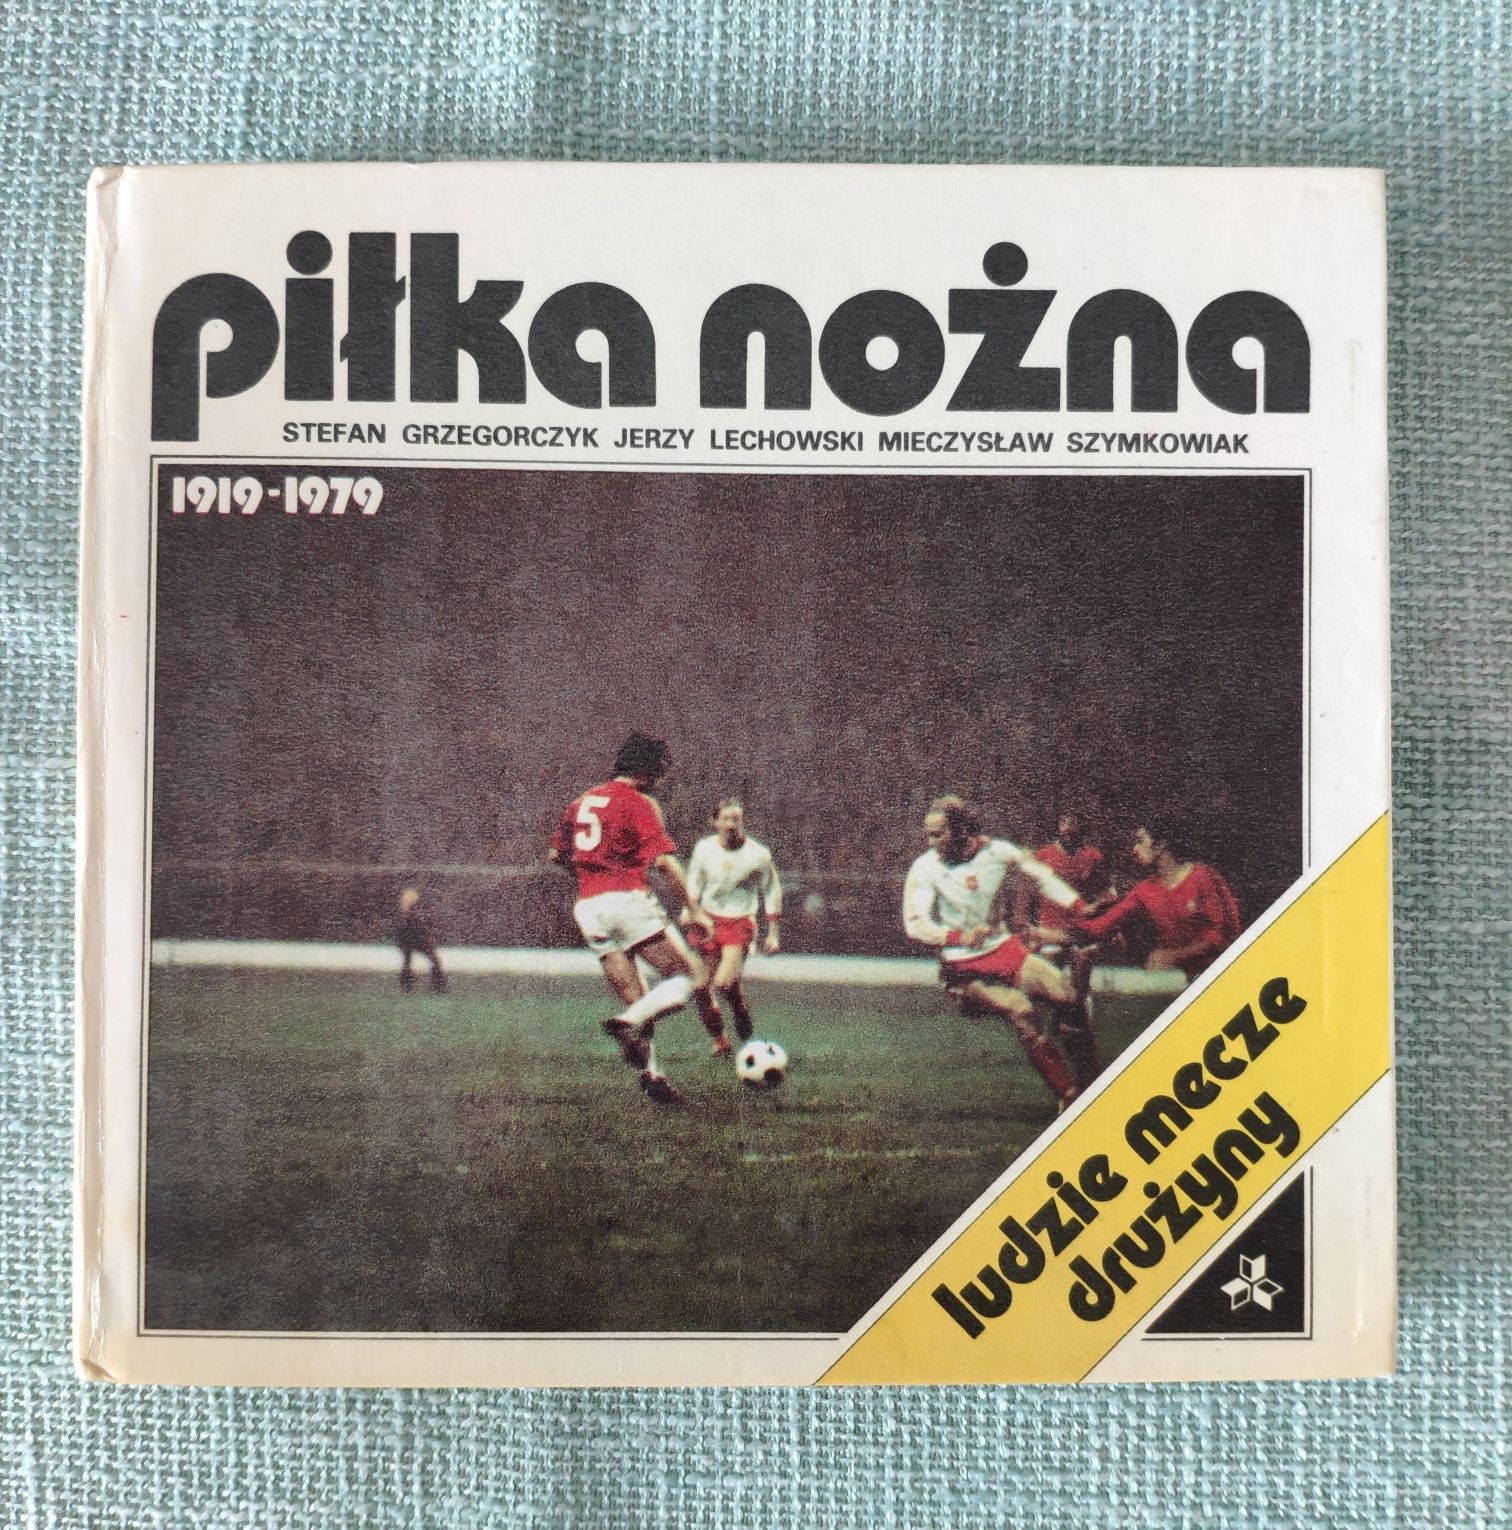 piłka nożna
STEFAN GRZEGORCZYK JERZY LECHOWSKI MIECZYSŁAW SZYMKOWIAK
1919-1979
5
ludzie mecze
drużyny